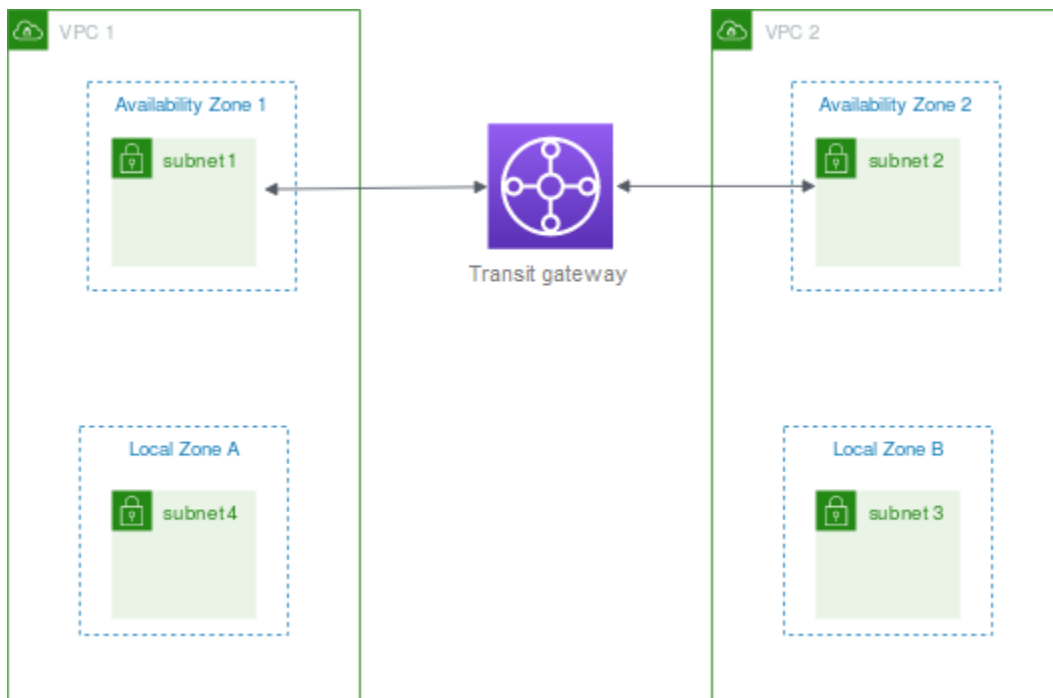 VPC 1
VPC 2
Availability Zone 1
Availability Zone 2
subnet 1
subnet 2
Transit gateway
Local Zone A
Local Zone B
subnet 4
subnet 3